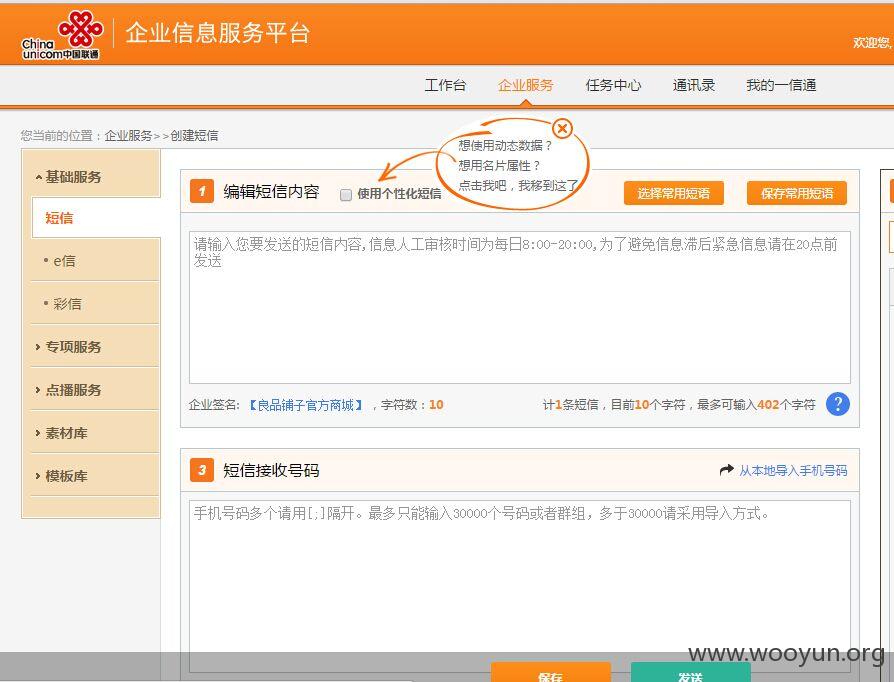 China
unicom中国联通
企业信息服务平台
欢迎您,
工作台
企业服务
任务中心
通讯录
我的一信通
您当前的位置：企业服务>>创建短信
想使用动态数据？
想用名片属性？
点击我吧，我移到这了
基础服务
短信
e信
彩信
专项服务
点播服务
素材库
模板库
1 编辑短信内容
使用个性化短信
选择常用短语
保存常用短语
请输入您要发送的短信内容,信息人工审核时间为每日8:00-20:00,为了避免信息滞后紧急信息请在20点前
发送
企业签名:【良品铺子官方商城】，字符数：10
计1条短信，目前10个字符，最多可输入402个字符
?
3 短信接收号码
从本地导入手机号码
手机号码多个请用[;]隔开。最多只能输入30000个号码或者群组，多于30000请采用导入方式。
保存
发送
www.wooyun.org